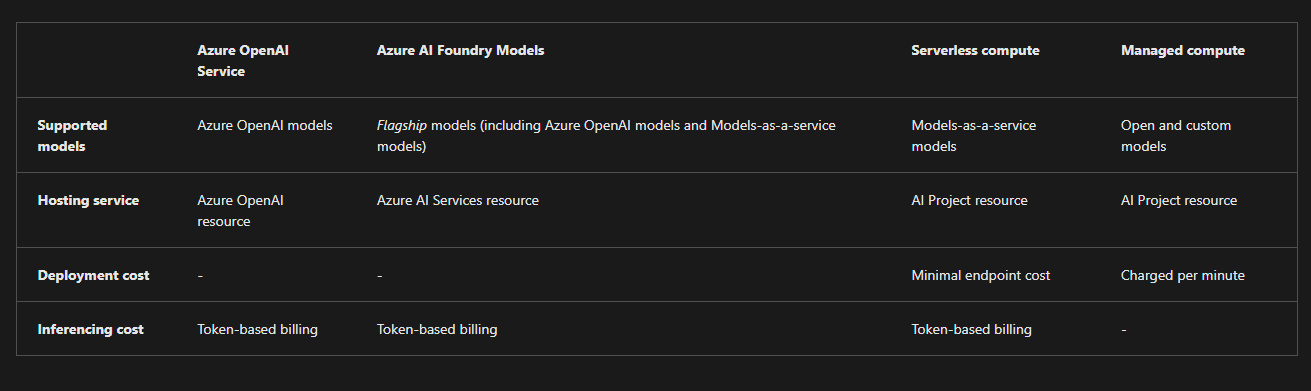 Azure OpenAI Service
Azure AI Foundry Models
Serverless compute
Managed compute
Supported models
Azure OpenAI models
Flagship models (including Azure OpenAI models and Models-as-a-service models)
Models-as-a-service models
Open and custom models
Hosting service
Azure OpenAI resource
Azure AI Services resource
AI Project resource
AI Project resource
Deployment cost
-
-
Minimal endpoint cost
Charged per minute
Inferencing cost
Token-based billing
Token-based billing
Token-based billing
-